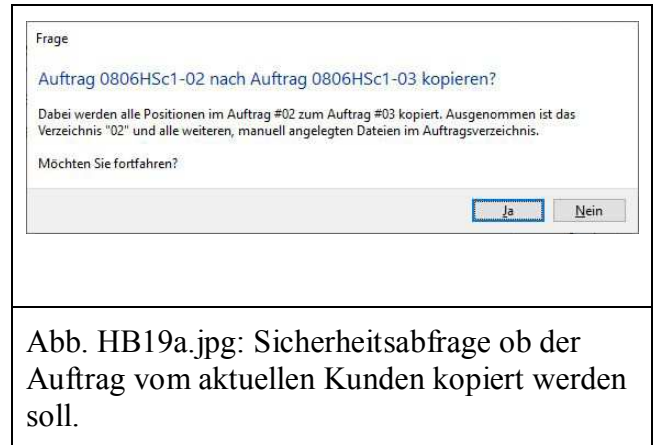 Frage
Auftrag 0806HSc1-02 nach Auftrag 0806HSc1-03 kopieren?
Dabei werden alle Positionen im Auftrag #02 zum Auftrag #03 kopiert. Ausgenommen ist das
Verzeichnis "02" und alle weiteren, manuell angelegten Dateien im Auftragsverzeichnis.
Möchten Sie fortfahren?
Ja Nein
Abb. HB19a.jpg: Sicherheitsabfrage ob der
Auftrag vom aktuellen Kunden kopiert werden
soll.